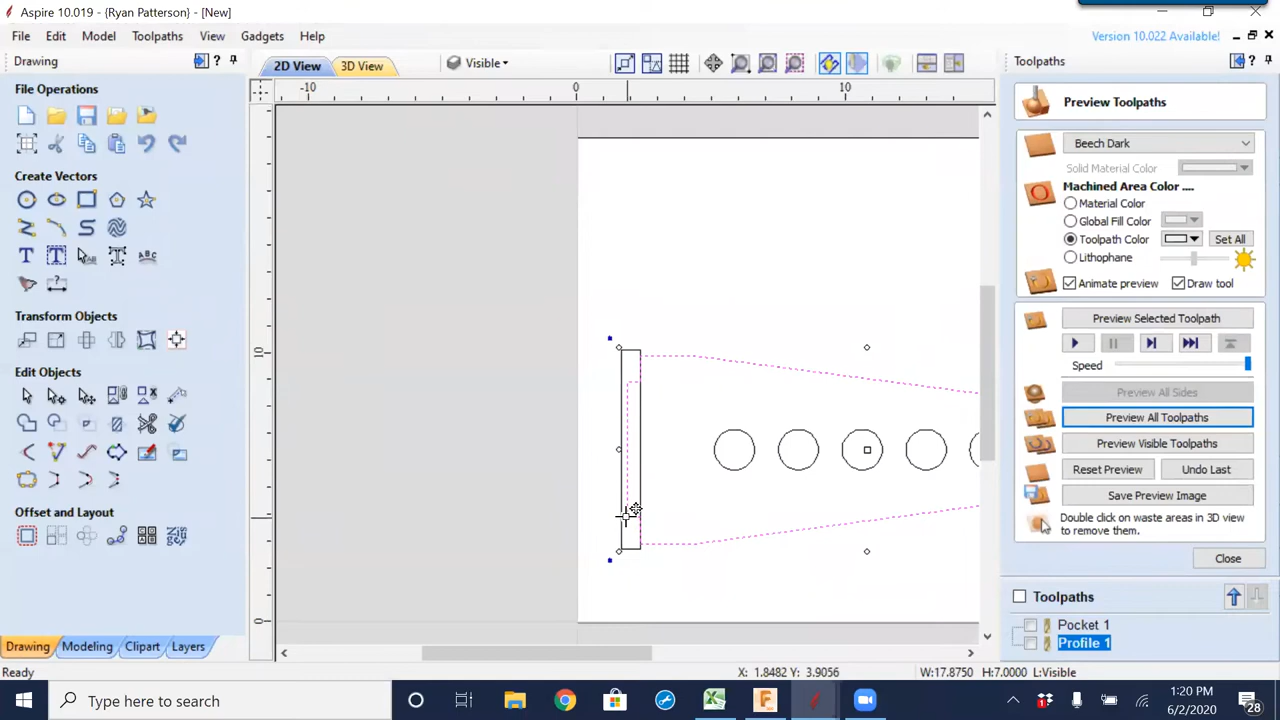 Aspire 10.019 - {Ryan Patterson} - [New]
File Edit Model Toolpaths View Gadgets Help
Version 10.022 Available!
Drawing
?
2D View
3D View
Visible
Toolpaths
?
File Operations
Create Vectors
Transform Objects
Edit Objects
Offset and Layout
Drawing
Modeling
Clipart
Layers
-10
0
10
10
0
Preview Toolpaths
Beech Dark
Solid Material Color
Machined Area Color ....
Material Color
Global Fill Color
Toolpath Color
Set All
Lithophane
Animate preview
Draw tool
Preview Selected Toolpath
Speed
Preview All Sides
Preview All Toolpaths
Preview Visible Toolpaths
Reset Preview
Undo Last
Save Preview Image
Double click on waste areas in 3D view
to remove them.
Close
Toolpaths
Pocket 1
Profile 1
Ready
X: 1.8482 Y: 3.9056
W:17.8750 H:7.0000 L:Visible
Type here to search
1:20 PM
6/2/2020
28